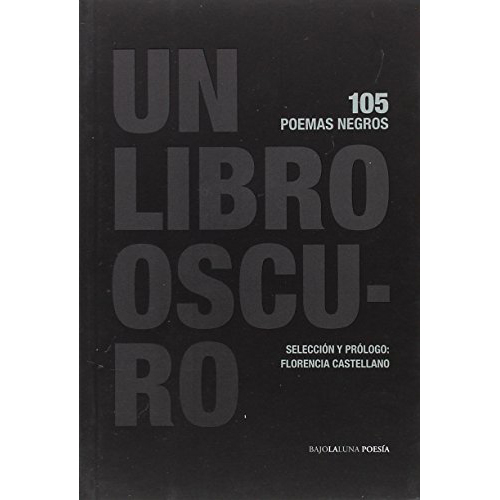 UN
LIBRO
OSCU-
RO
105
POEMAS NEGROS
SELECCIÓN Y PRÓLOGO:
FLORENCIA CASTELLANO
BAJOLALUNA POESÍA